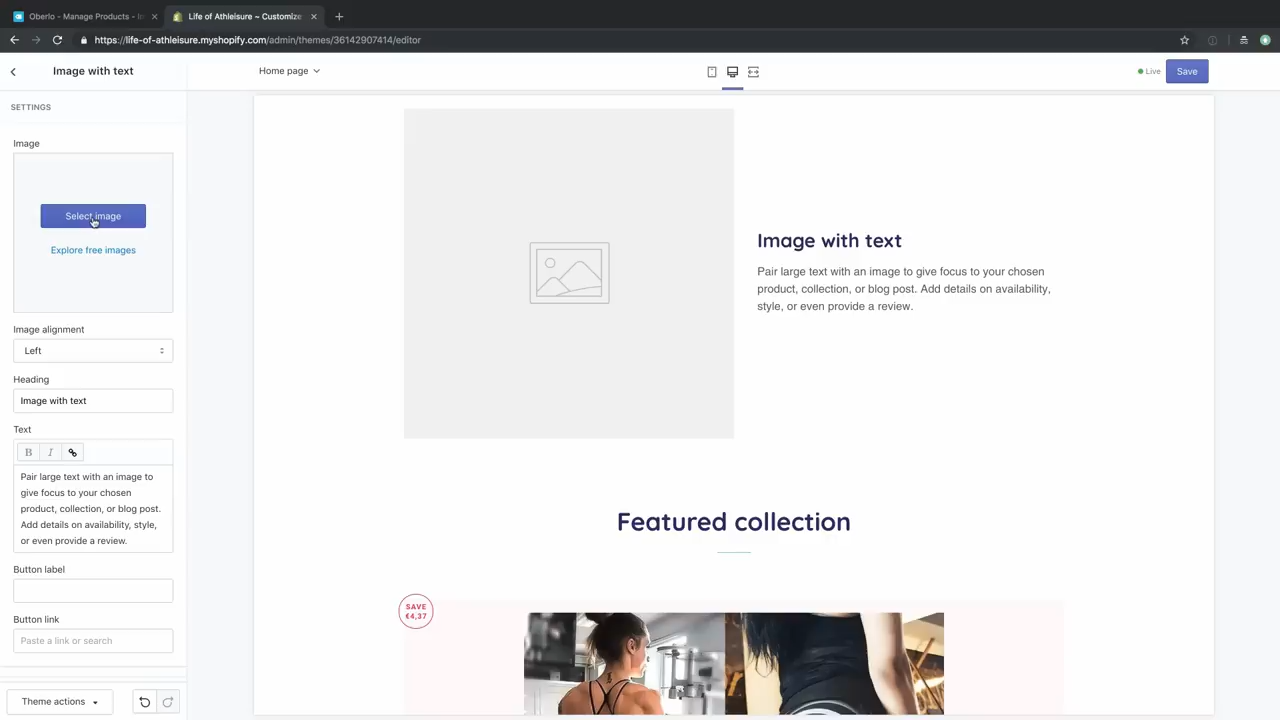 Oberlo - Manage Products - I
Life of Athleisure ~ Customize
https://life-of-athleisure.myshopify.com/admin/themes/36142907414/editor
Image with text
Home page
Live
Save
SETTINGS
Image
Select image
Explore free images
Image alignment
Left
Heading
Image with text
Text
B I
Pair large text with an image to
give focus to your chosen
product, collection, or blog post.
Add details on availability, style,
or even provide a review.
Button label
Button link
Paste a link or search
Theme actions
Image with text
Pair large text with an image to give focus to your chosen
product, collection, or blog post. Add details on availability,
style, or even provide a review.
Featured collection
SAVE
€4,37